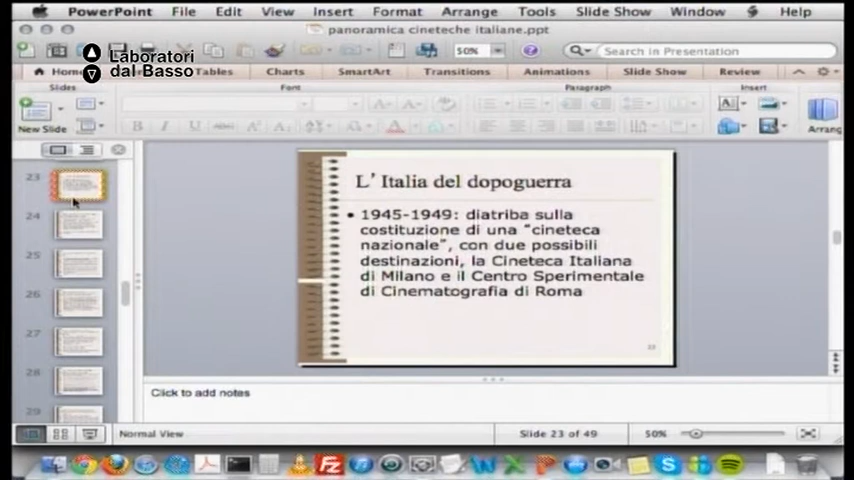 PowerPoint File Edit View Insert Format Arrange Tools Slide Show Window Help
panoramica cineteche italiane.ppt
50% Search in Presentation
Laboratori
dal Basso
Home Tables Charts SmartArt Transitions Animations Slide Show Review
Slides Font Paragraph Insert
New Slide Arrang
23
24
25
26
27
28
29
L'Italia del dopoguerra
• 1945-1949: diatriba sulla
costituzione di una "cineteca
nazionale", con due possibili
destinazioni, la Cineteca Italiana
di Milano e il Centro Sperimentale
di Cinematografia di Roma
23
Click to add notes
Normal View Slide 23 of 49 50%